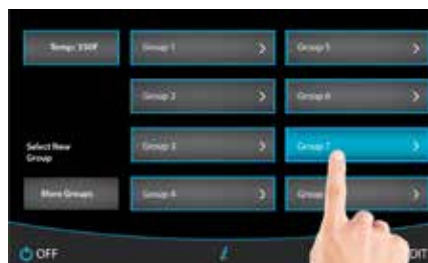 Temp: 350F
Group 1
Group 5
Group 2
Group 6
Select New
Group
Group 3
Group 7
More Groups
Group 4
Group
OFF
i